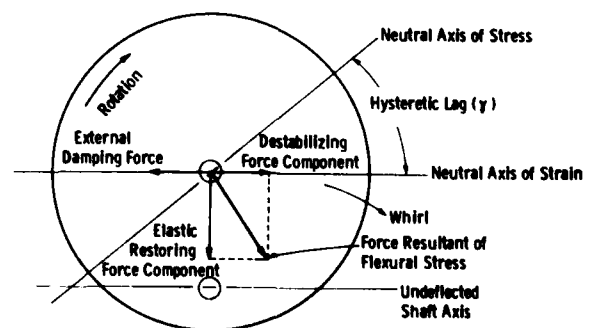 Neutral Axis of Stress
Rotation
Hysteretic Lag (γ)
External
Damping Force
Destabilizing
Force Component
Neutral Axis of Strain
Whirl
Elastic
Restoring
Force Component
Force Resultant of
Flexural Stress
Undeflected
Shaft Axis